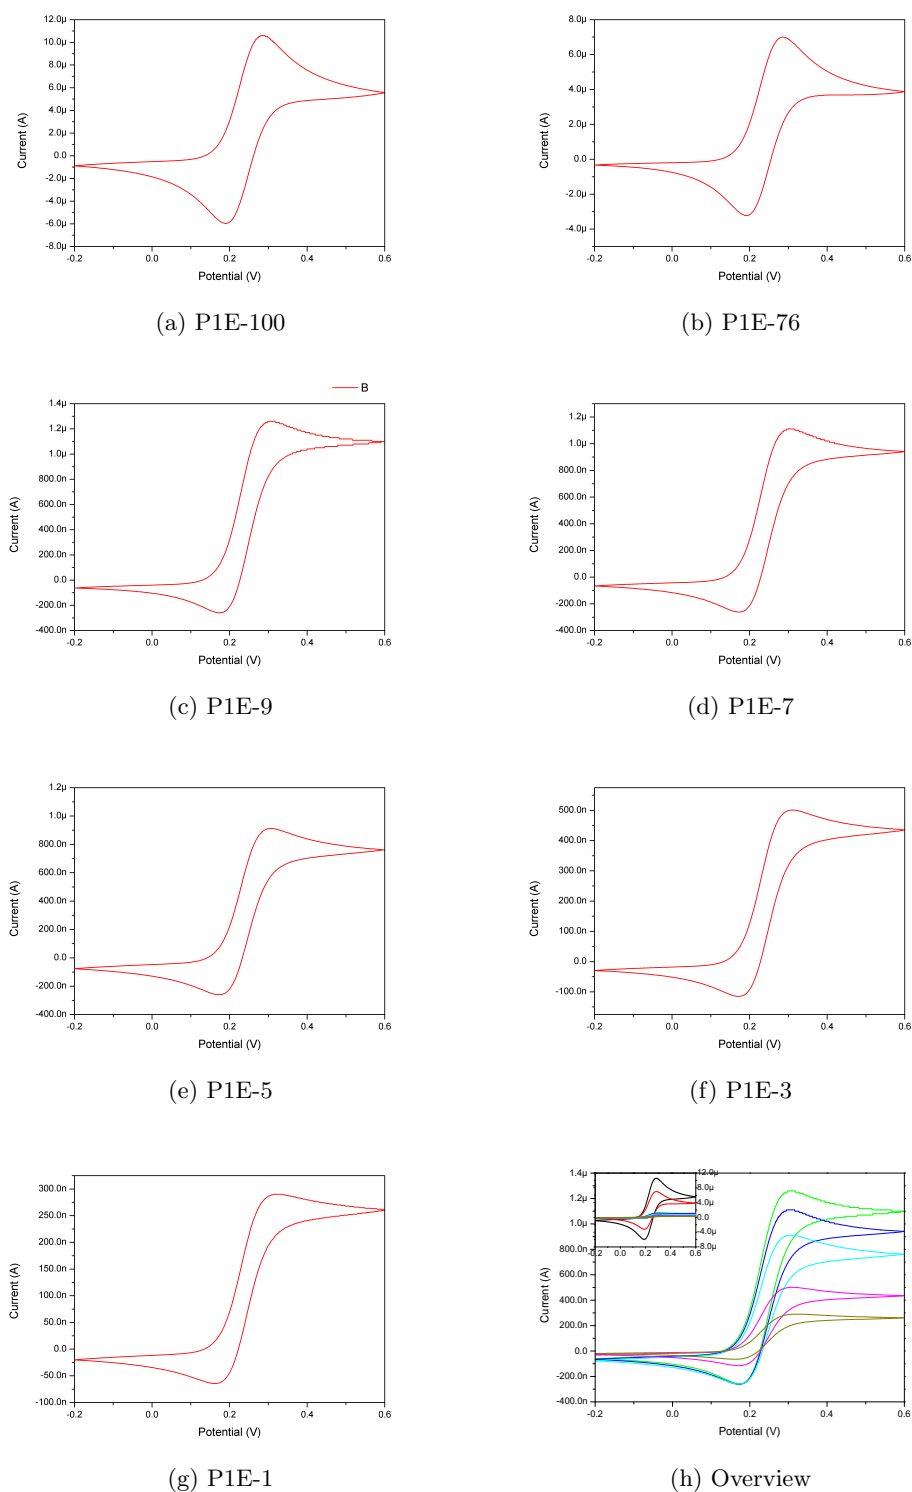 12.0μ
10.0μ
8.0μ
6.0μ
4.0μ
2.0μ
0.0
-2.0μ
-4.0μ
-6.0μ
-8.0μ
Current (A)
-0.2 0.0 0.2 0.4 0.6
Potential (V)
(a) P1E-100
8.0μ
6.0μ
4.0μ
2.0μ
0.0
-2.0μ
-4.0μ
Current (A)
-0.2 0.0 0.2 0.4 0.6
Potential (V)
(b) P1E-76
B
1.4μ
1.2μ
1.0μ
800.0n
600.0n
400.0n
200.0n
0.0
-200.0n
-400.0n
Current (A)
-0.2 0.0 0.2 0.4 0.6
Potential (V)
(c) P1E-9
1.2μ
1.0μ
800.0n
600.0n
400.0n
200.0n
0.0
-200.0n
-400.0n
Current (A)
-0.2 0.0 0.2 0.4 0.6
Potential (V)
(d) P1E-7
1.2μ
1.0μ
800.0n
600.0n
400.0n
200.0n
0.0
-200.0n
-400.0n
Current (A)
-0.2 0.0 0.2 0.4 0.6
Potential (V)
(e) P1E-5
500.0n
400.0n
300.0n
200.0n
100.0n
0.0
-100.0n
Current (A)
-0.2 0.0 0.2 0.4 0.6
Potential (V)
(f) P1E-3
300.0n
250.0n
200.0n
150.0n
100.0n
50.0n
0.0
-50.0n
-100.0n
Current (A)
-0.2 0.0 0.2 0.4 0.6
Potential (V)
(g) P1E-1
1.4μ
1.2μ
1.0μ
800.0n
600.0n
400.0n
200.0n
0.0
-200.0n
-400.0n
Current (A)
12.0μ
8.0μ
4.0μ
0.0
-4.0μ
-8.0μ
-0.2 0.0 0.2 0.4 0.6
-0.2 0.0 0.2 0.4 0.6
Potential (V)
(h) Overview